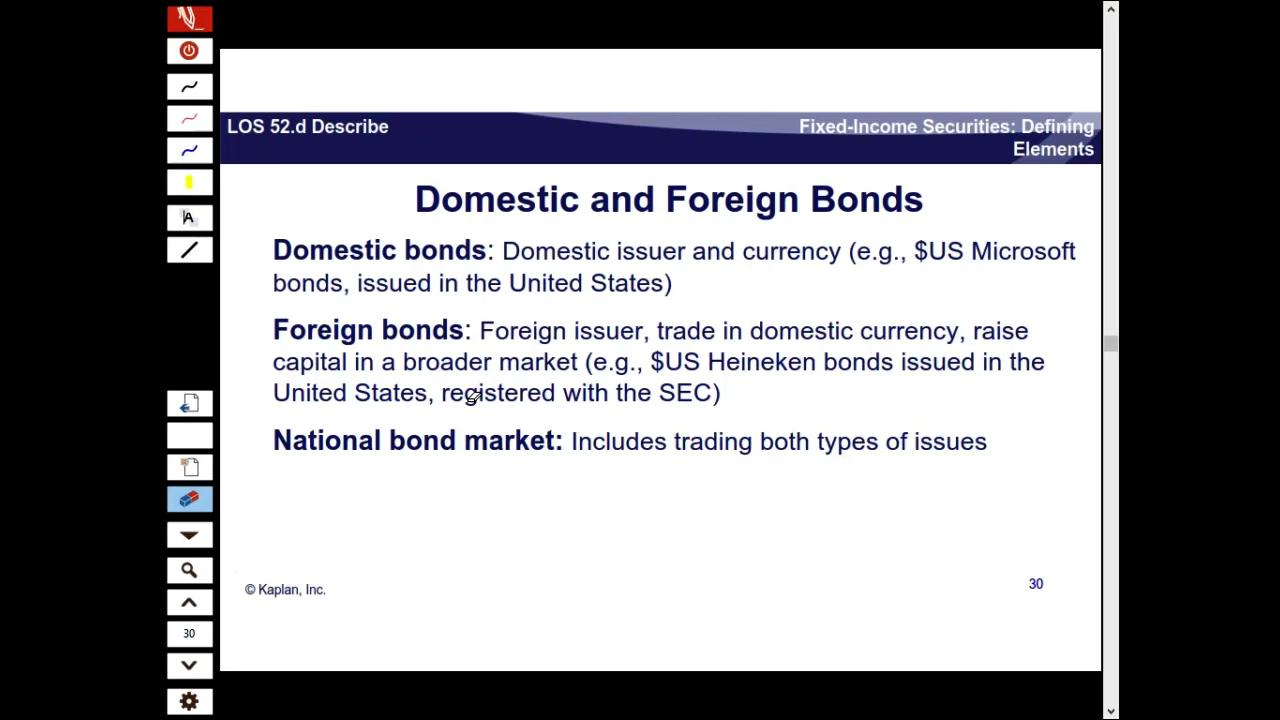 LOS 52.d Describe
Fixed-Income Securities: Defining
Elements
Domestic and Foreign Bonds
Domestic bonds: Domestic issuer and currency (e.g., $US Microsoft
bonds, issued in the United States)
Foreign bonds: Foreign issuer, trade in domestic currency, raise
capital in a broader market (e.g., $US Heineken bonds issued in the
United States, registered with the SEC)
National bond market: Includes trading both types of issues
© Kaplan, Inc.
30
A
30